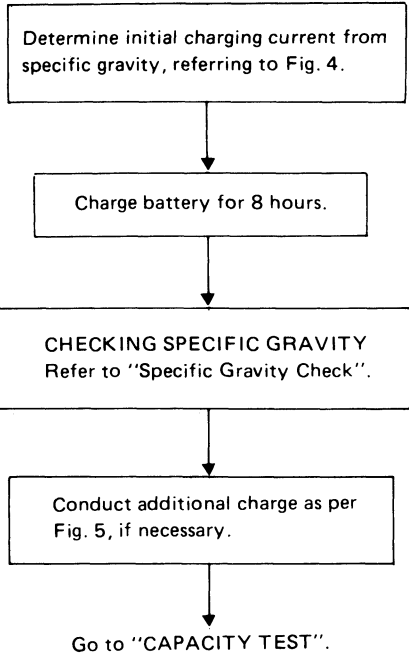 Determine initial charging current from
specific gravity, referring to Fig. 4.
Charge battery for 8 hours.
CHECKING SPECIFIC GRAVITY
Refer to "Specific Gravity Check".
Conduct additional charge as per
Fig. 5, if necessary.
Go to "CAPACITY TEST".